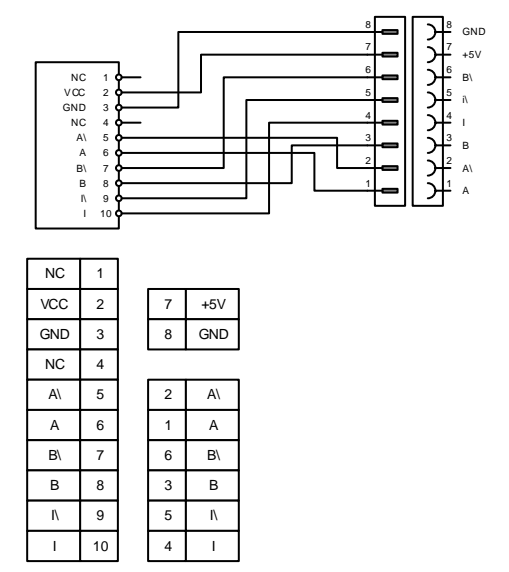 8 8 GND
7 7 +5V
6 6 B\
5 5 i\
4 4 I
3 3 B
2 2 A\
1 1 A
NC 1
VCC 2
GND 3
NC 4
A\ 5
A 6
B\ 7
B 8
I\ 9
I 10
NC 1
VCC 2 7 +5V
GND 3 8 GND
NC 4
A\ 5 2 A\
A 6 1 A
B\ 7 6 B\
B 8 3 B
I\ 9 5 I\
I 10 4 I